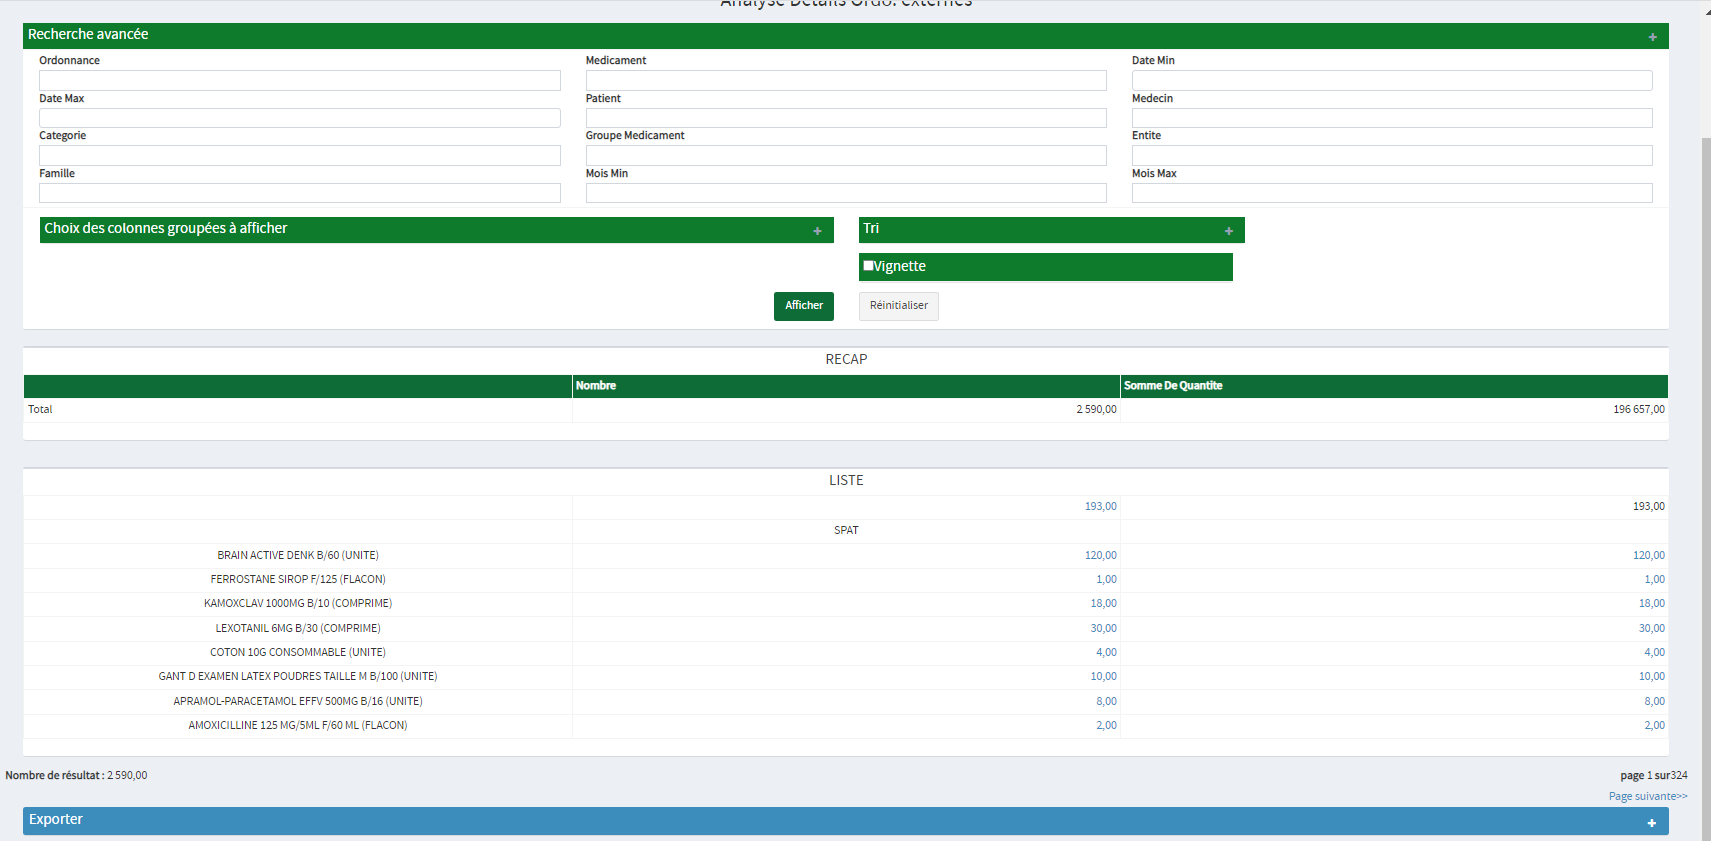 Analyse Details Ordo. externes
Recherche avancée +
Ordonnance Medicament Date Min
Date Max Patient Medecin
Categorie Groupe Medicament Entite
Famille Mois Min Mois Max
Choix des colonnes groupées à afficher + Tri +
Vignette
Afficher Réinitialiser
RECAP
Nombre Somme De Quantite
Total 2 590,00 196 657,00
LISTE
193,00 193,00
SPAT
BRAIN ACTIVE DENK B/60 (UNITE) 120,00 120,00
FERROSTANE SIROP F/125 (FLACON) 1,00 1,00
KAMOXCLAV 1000MG B/10 (COMPRIME) 18,00 18,00
LEXOTANIL 6MG B/30 (COMPRIME) 30,00 30,00
COTON 10G CONSOMMABLE (UNITE) 4,00 4,00
GANT D EXAMEN LATEX POUDRES TAILLE M B/100 (UNITE) 10,00 10,00
APRAMOL-PARACETAMOL EFFV 500MG B/16 (UNITE) 8,00 8,00
AMOXICILLINE 125 MG/5ML F/60 ML (FLACON) 2,00 2,00
Nombre de résultat : 2 590,00 page 1 sur324
Page suivante>>
Exporter +